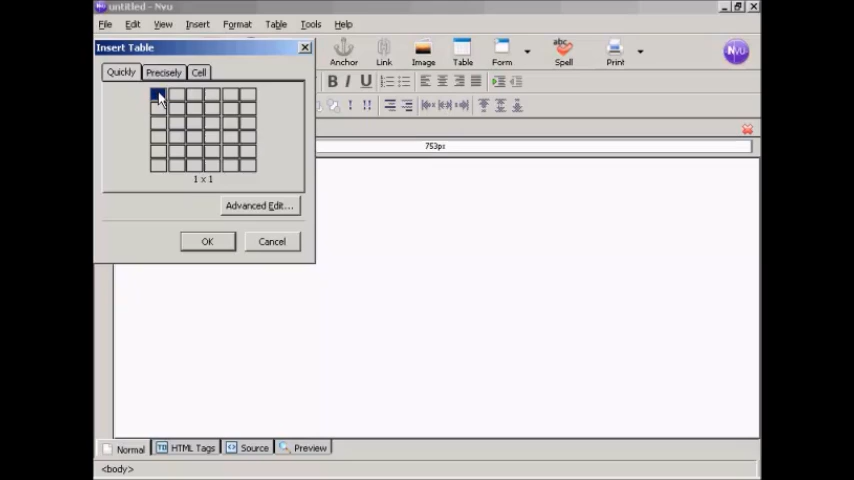 untitled - Nvu
File Edit View Insert Format Table Tools Help
Insert Table
Anchor Link Image Table Form Spell Print
Quickly Precisely Cell
B I U
! !!
753px
1 x 1
Advanced Edit...
OK Cancel
Normal HTML Tags Source Preview
<body>